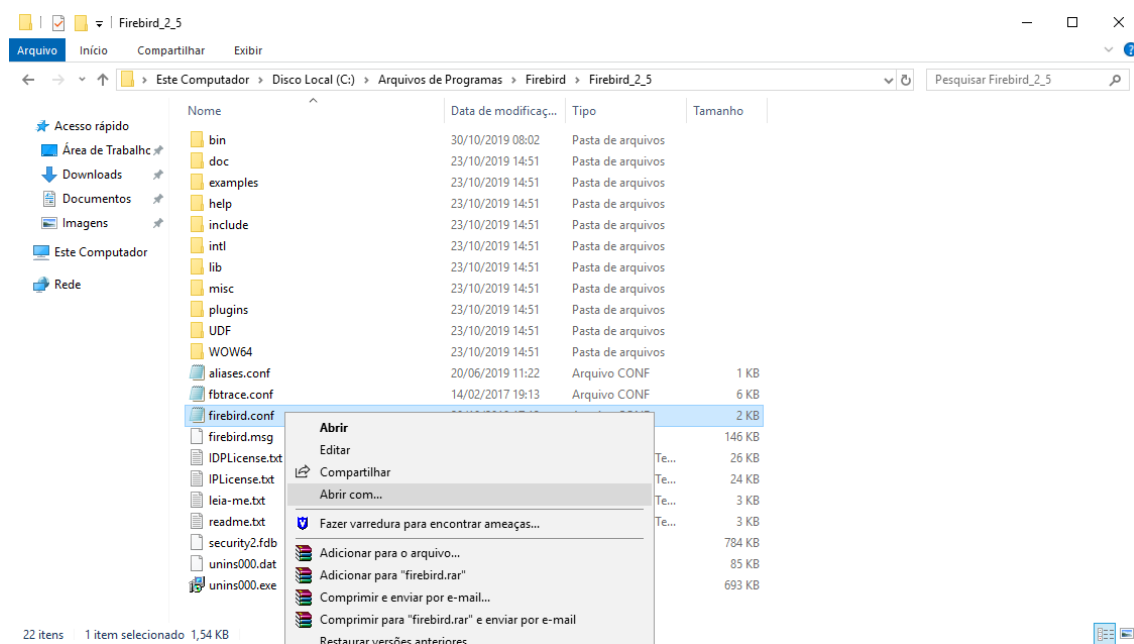 Firebird_2_5
Arquivo Início Compartilhar Exibir
Este Computador > Disco Local (C:) > Arquivos de Programas > Firebird > Firebird_2_5 Pesquisar Firebird_2_5
Nome Data de modificaç... Tipo Tamanho
Acesso rápido
Área de Trabalhc
Downloads
Documentos
Imagens
Este Computador
Rede
bin 30/10/2019 08:02 Pasta de arquivos
doc 23/10/2019 14:51 Pasta de arquivos
examples 23/10/2019 14:51 Pasta de arquivos
help 23/10/2019 14:51 Pasta de arquivos
include 23/10/2019 14:51 Pasta de arquivos
intl 23/10/2019 14:51 Pasta de arquivos
lib 23/10/2019 14:51 Pasta de arquivos
misc 23/10/2019 14:51 Pasta de arquivos
plugins 23/10/2019 14:51 Pasta de arquivos
UDF 23/10/2019 14:51 Pasta de arquivos
WOW64 23/10/2019 14:51 Pasta de arquivos
aliases.conf 20/06/2019 11:22 Arquivo CONF 1 KB
fbtrace.conf 14/02/2017 19:13 Arquivo CONF 6 KB
firebird.conf 2 KB
firebird.msg 146 KB
IDPLicense.txt Te... 26 KB
IPLicense.txt Te... 24 KB
leia-me.txt Te... 3 KB
readme.txt Te... 3 KB
security2.fdb 784 KB
unins000.dat 85 KB
unins000.exe 693 KB
Abrir
Editar
Compartilhar
Abrir com...
Fazer varredura para encontrar ameaças...
Adicionar para o arquivo...
Adicionar para "firebird.rar"
Comprimir e enviar por e-mail...
Comprimir para "firebird.rar" e enviar por e-mail
Restaurar versões anteriores
22 itens 1 item selecionado 1,54 KB